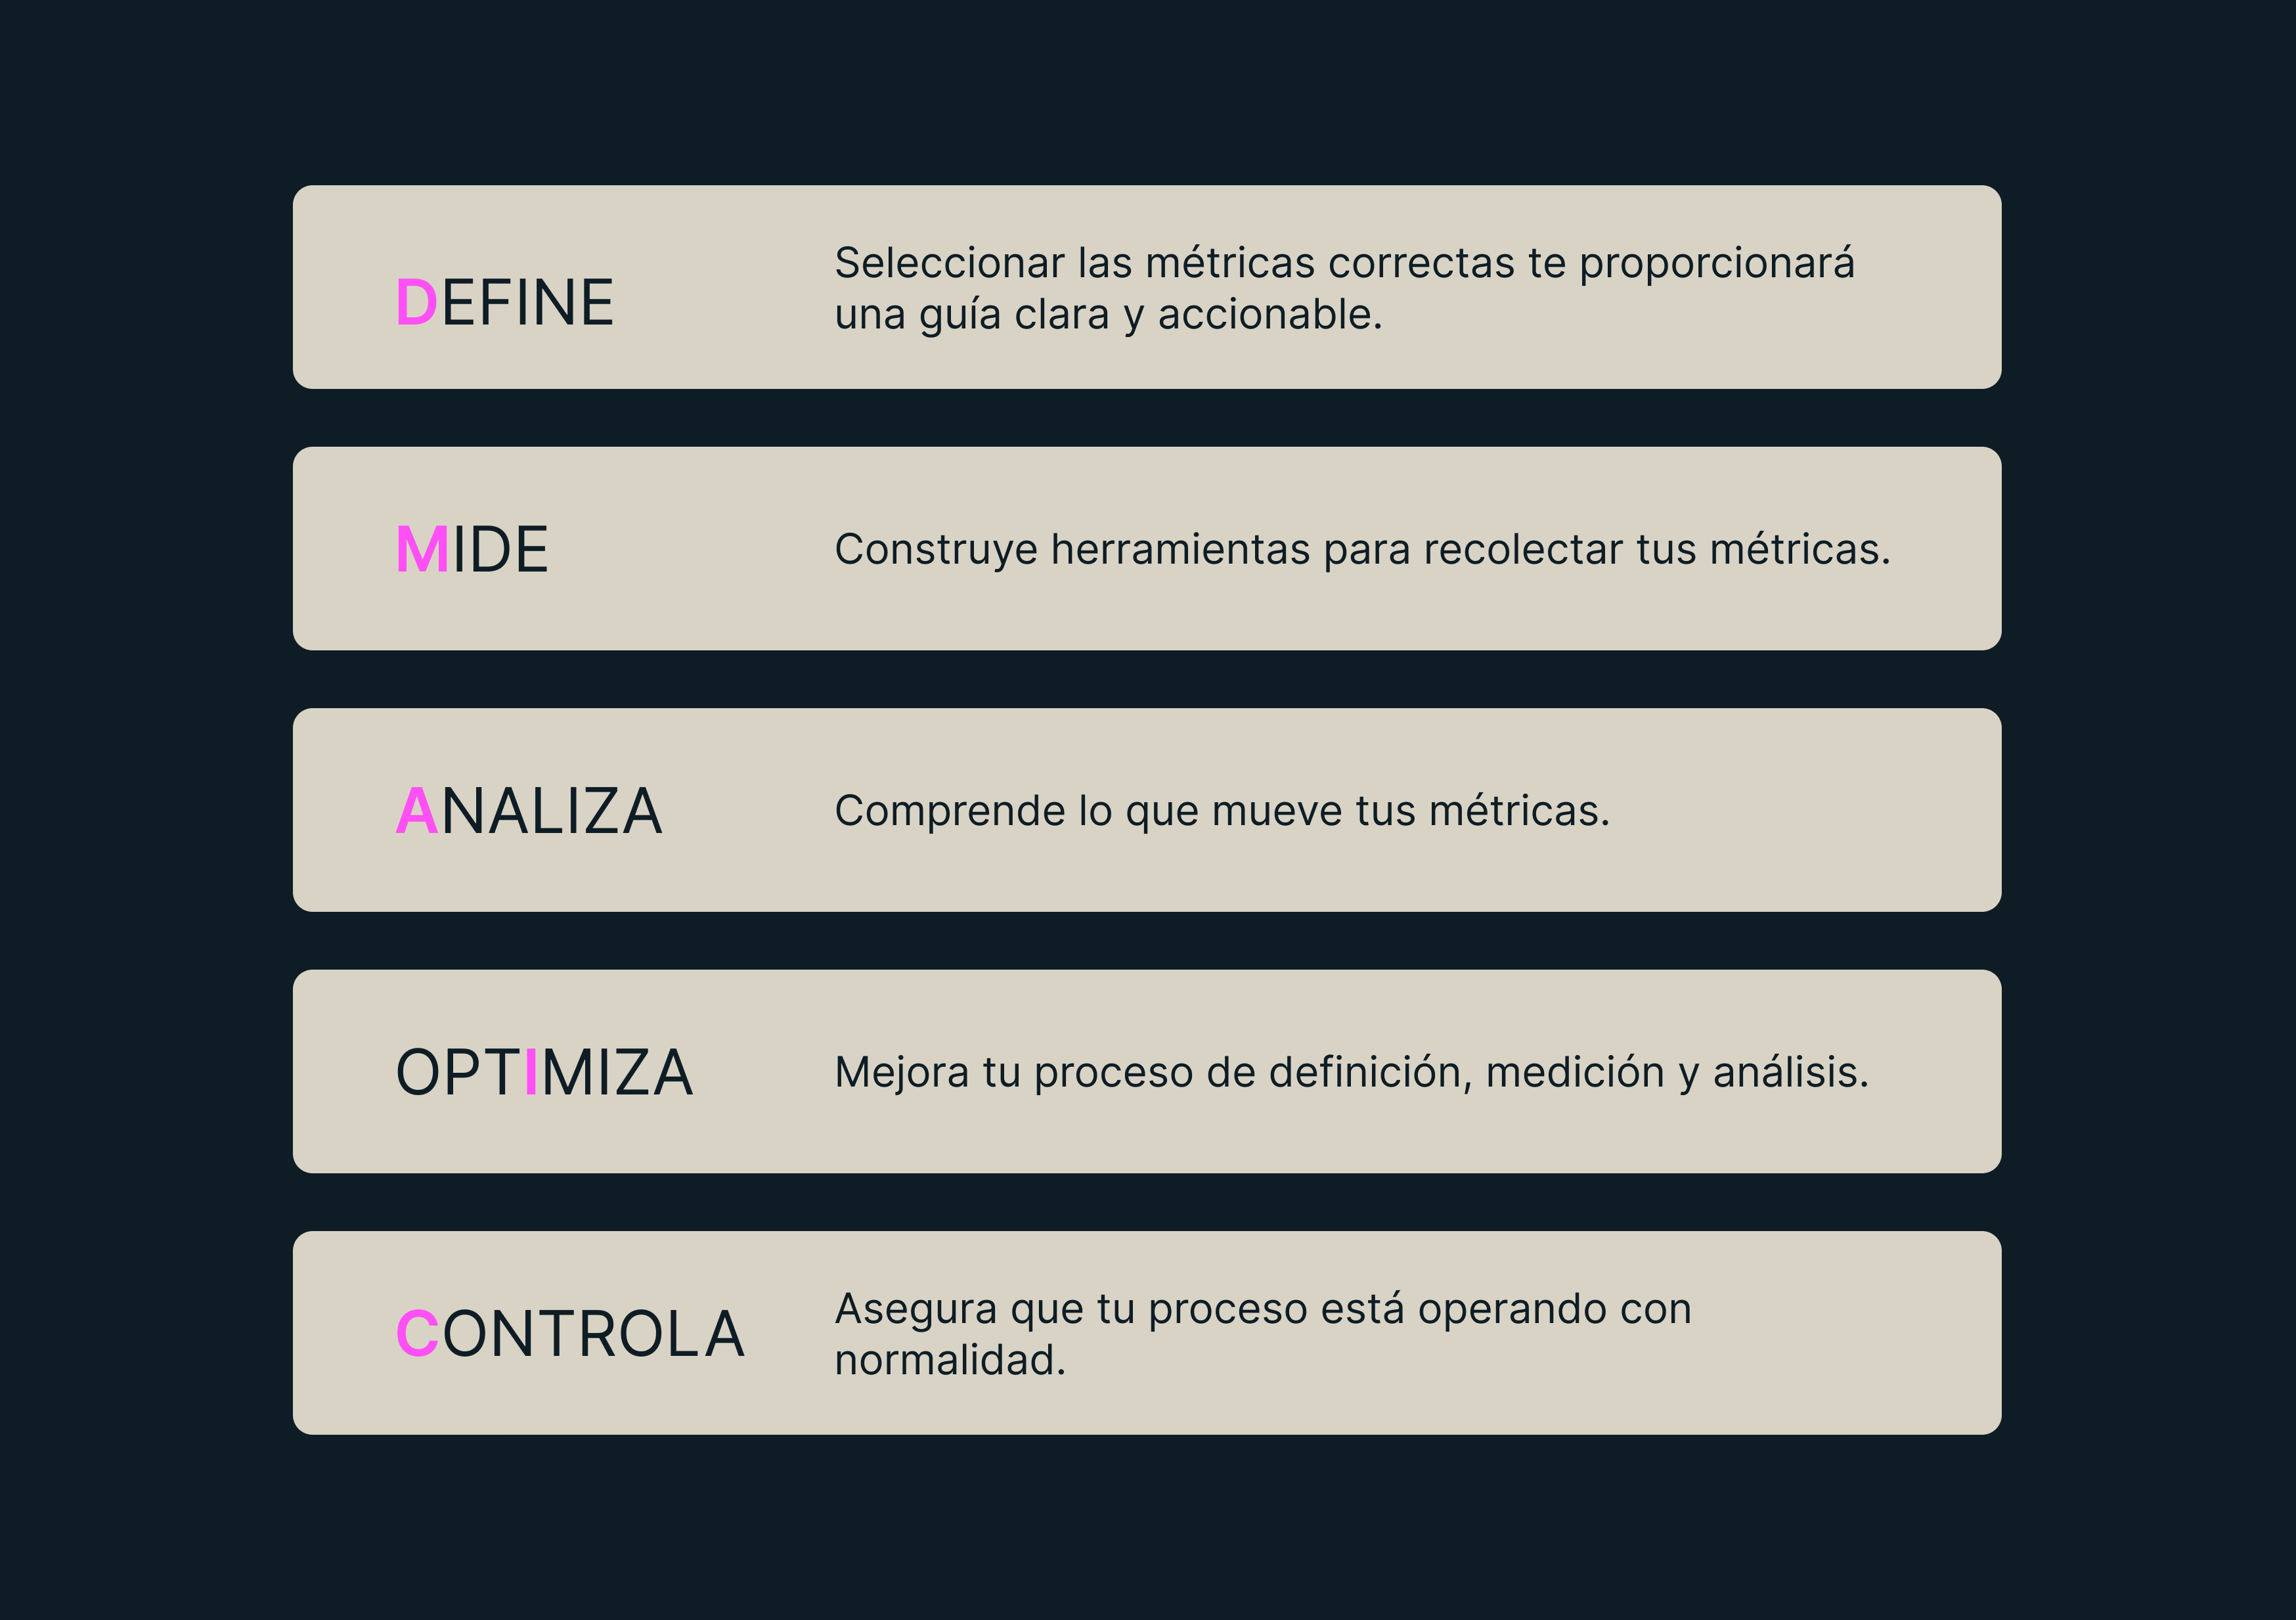 DEFINE
Seleccionar las métricas correctas te proporcionará
una guía clara y accionable.
MIDE
Construye herramientas para recolectar tus métricas.
ANALIZA
Comprende lo que mueve tus métricas.
OPTIMIZA
Mejora tu proceso de definición, medición y análisis.
CONTROLA
Asegura que tu proceso está operando con
normalidad.